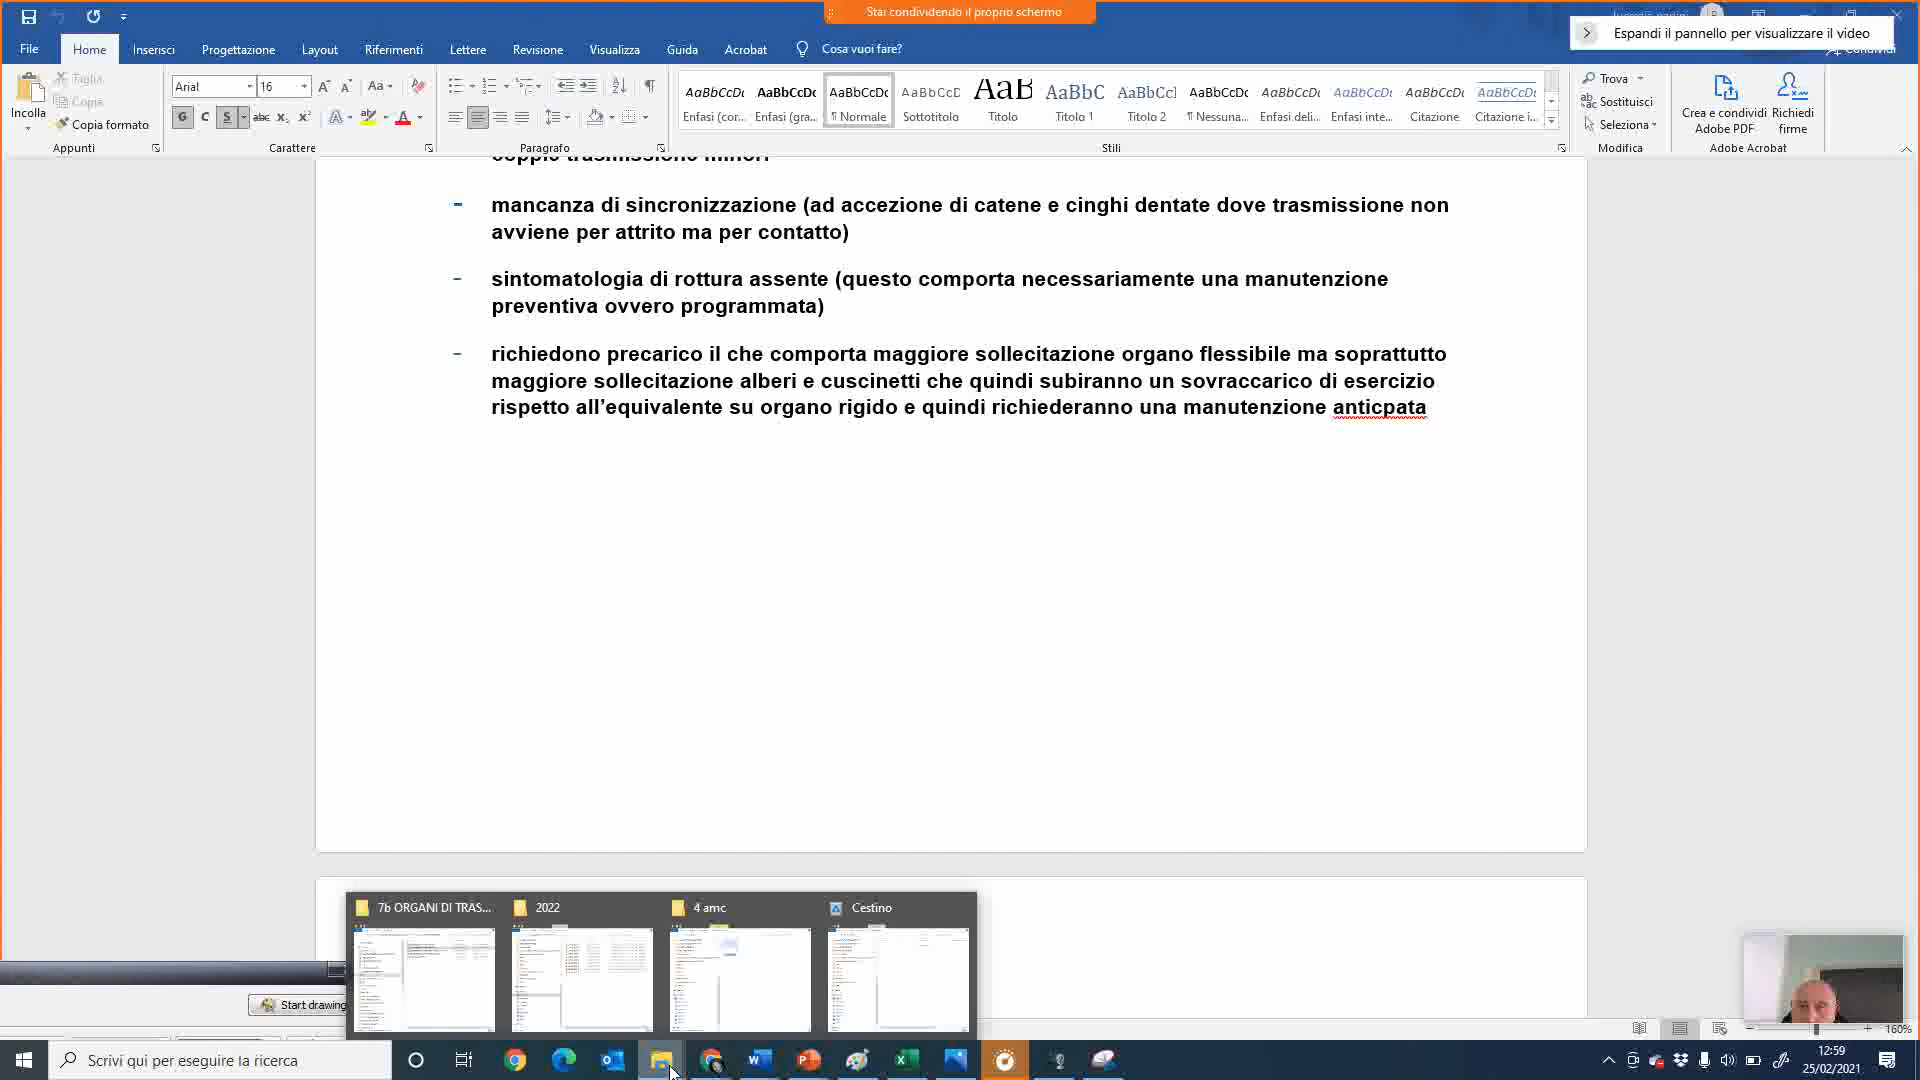 Stai condividendo il proprio schermo
Espandi il pannello per visualizzare il video
File Home Inserisci Progettazione Layout Riferimenti Lettere Revisione Visualizza Guida Acrobat Cosa vuoi fare?
Condividi
Incolla
Taglia
Copia
Copia formato
Arial 16
G C S abc
AaBbCcDc AaBbCcDc AaBbCcDc AaBbCcD AaB AaBbC AaBbCcI AaBbCcDc AaBbCcDc AaBbCcDc AaBbCcDc AaBbCcDc
Enfasi (cor... Enfasi (gra... ¶ Normale Sottotitolo Titolo Titolo 1 Titolo 2 ¶ Nessuna... Enfasi deli... Enfasi inte... Citazione Citazione i...
Trova
Sostituisci
Seleziona
Crea e condividi Adobe PDF
Richiedi firme
Appunti Carattere Paragrafo Stili Modifica Adobe Acrobat
coppie trasmissione minori
- mancanza di sincronizzazione (ad accezione di catene e cinghi dentate dove trasmissione non
avviene per attrito ma per contatto)
- sintomatologia di rottura assente (questo comporta necessariamente una manutenzione
preventiva ovvero programmata)
- richiedono precarico il che comporta maggiore sollecitazione organo flessibile ma soprattutto
maggiore sollecitazione alberi e cuscinetti che quindi subiranno un sovraccarico di esercizio
rispetto all'equivalente su organo rigido e quindi richiederanno una manutenzione anticpata
7b ORGANI DI TRAS... 2022 4 amc Cestino
Start drawing
160%
Scrivi qui per eseguire la ricerca
12:59
25/02/2021